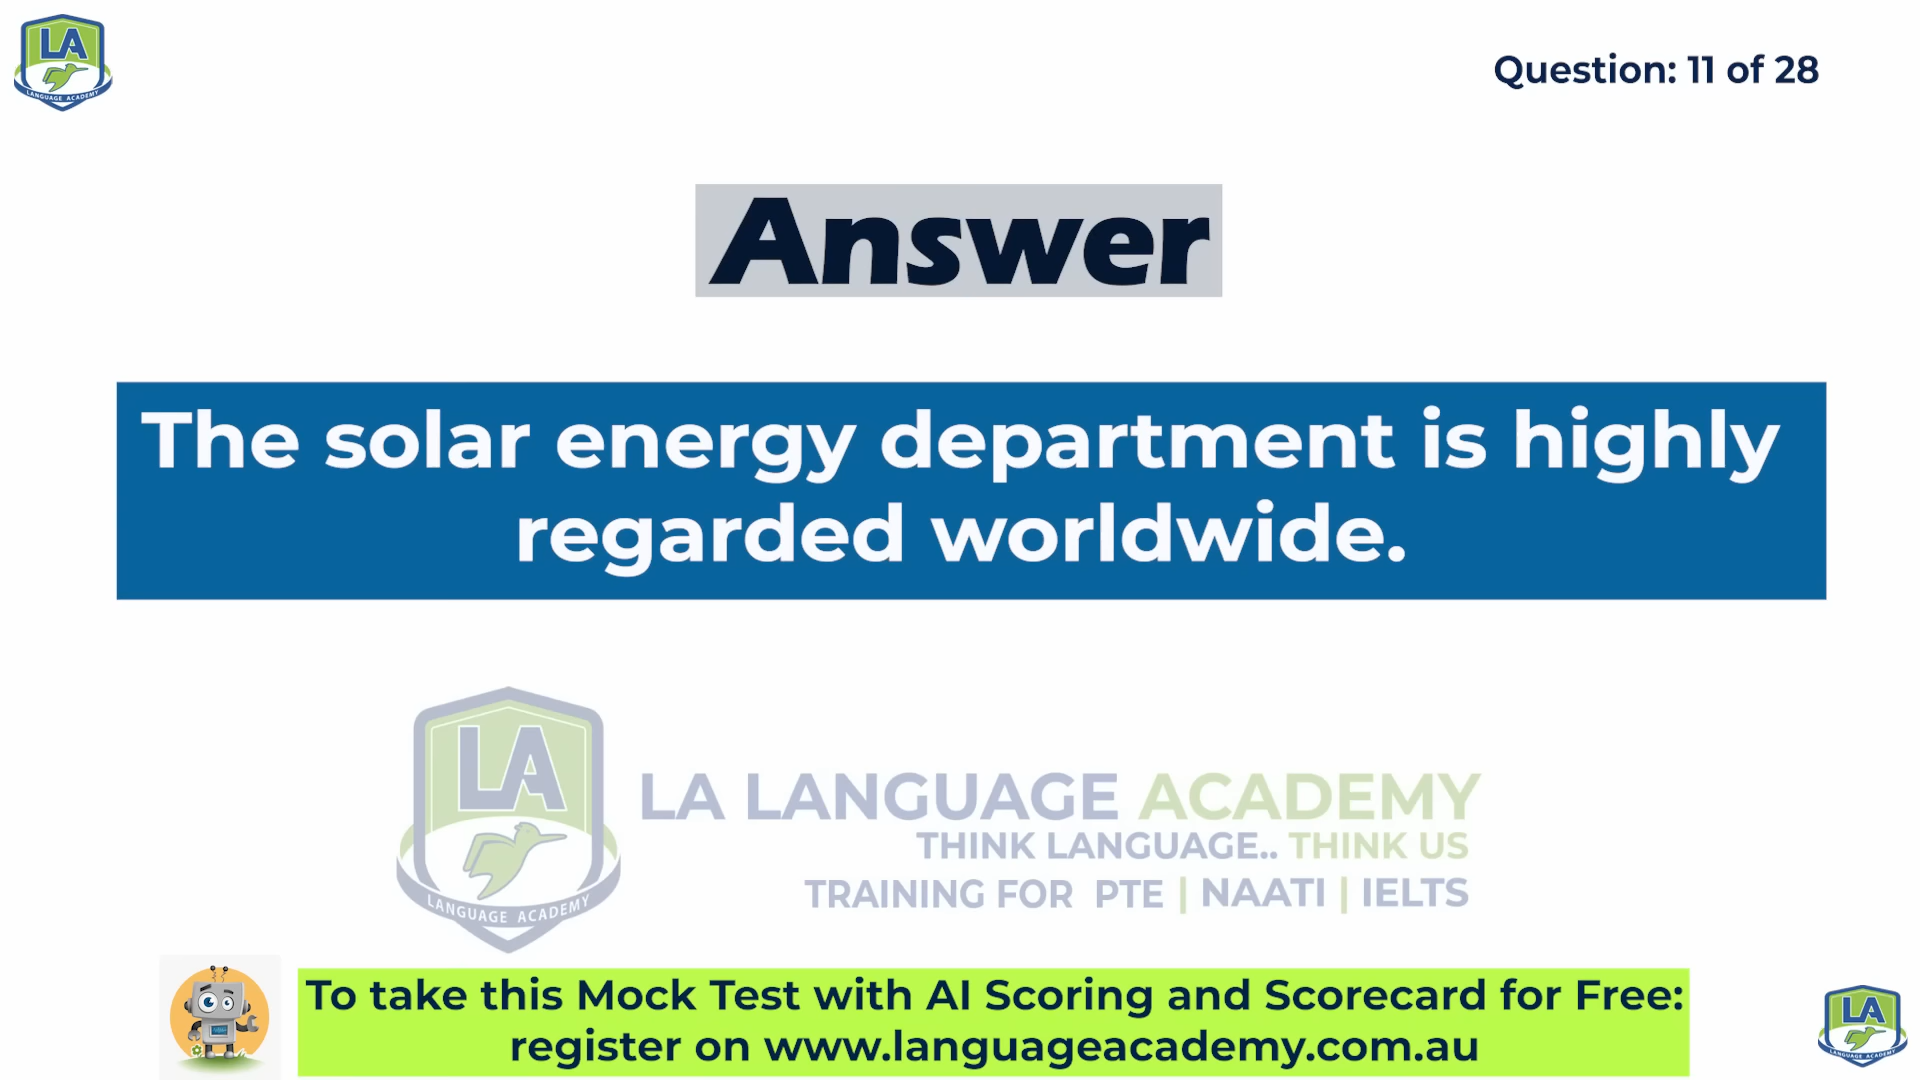 LA
LANGUAGE ACADEMY
Question: 11 of 28
Answer
The solar energy department is highly
regarded worldwide.
LA
LANGUAGE ACADEMY
LA LANGUAGE ACADEMY
THINK LANGUAGE.. THINK US
TRAINING FOR PTE | NAATI | IELTS
To take this Mock Test with AI Scoring and Scorecard for Free:
register on www.languageacademy.com.au
LA
LANGUAGE ACADEMY